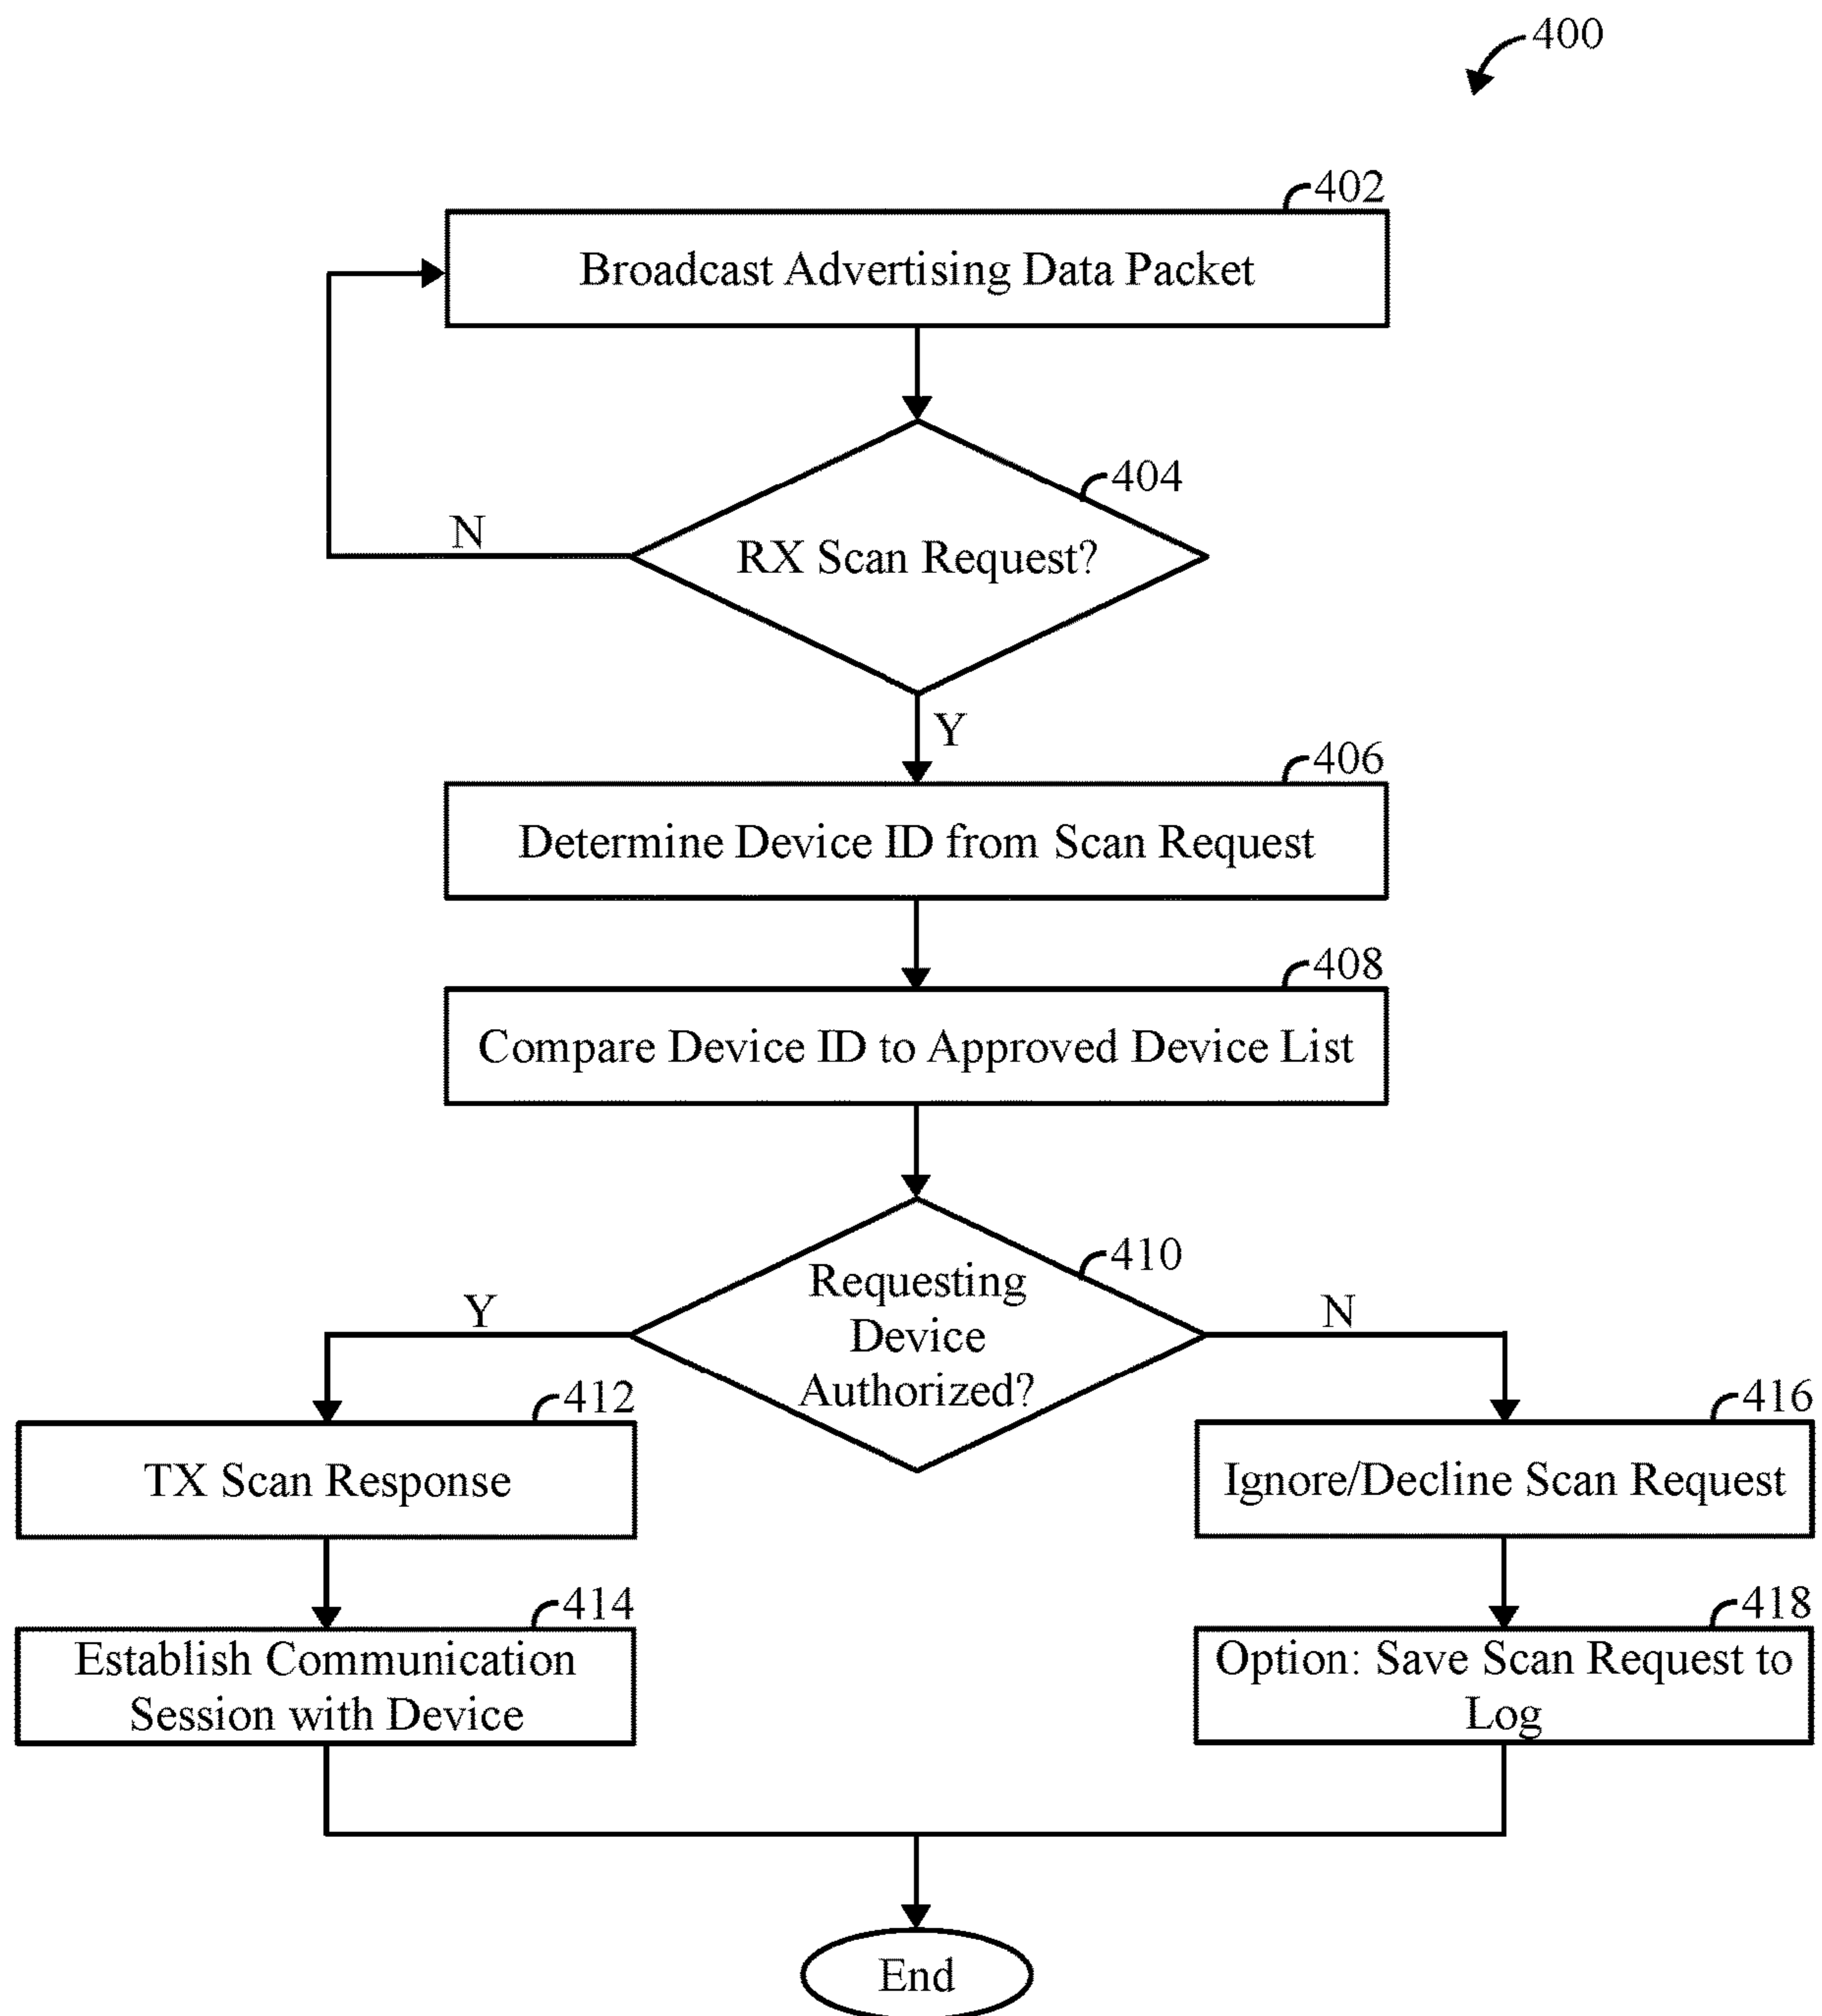 400
402
Broadcast Advertising Data Packet
404
RX Scan Request?
N
Y
406
Determine Device ID from Scan Request
408
Compare Device ID to Approved Device List
410
Requesting
Device
Authorized?
Y
N
412
TX Scan Response
416
Ignore/Decline Scan Request
414
Establish Communication
Session with Device
418
Option: Save Scan Request to
Log
End